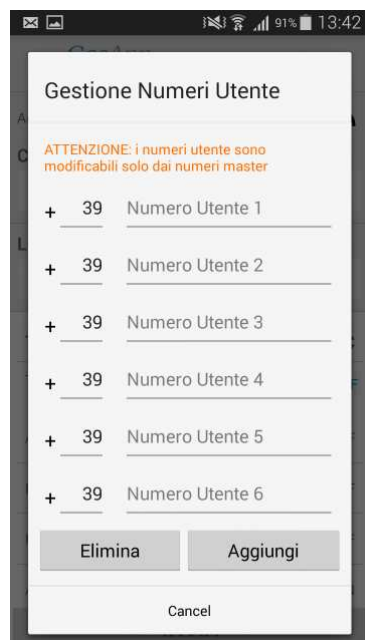 91% 13:42
Gestione Numeri Utente
ATTENZIONE: i numeri utente sono
modificabili solo dai numeri master
+ 39 Numero Utente 1
+ 39 Numero Utente 2
+ 39 Numero Utente 3
+ 39 Numero Utente 4
+ 39 Numero Utente 5
+ 39 Numero Utente 6
Elimina Aggiungi
Cancel